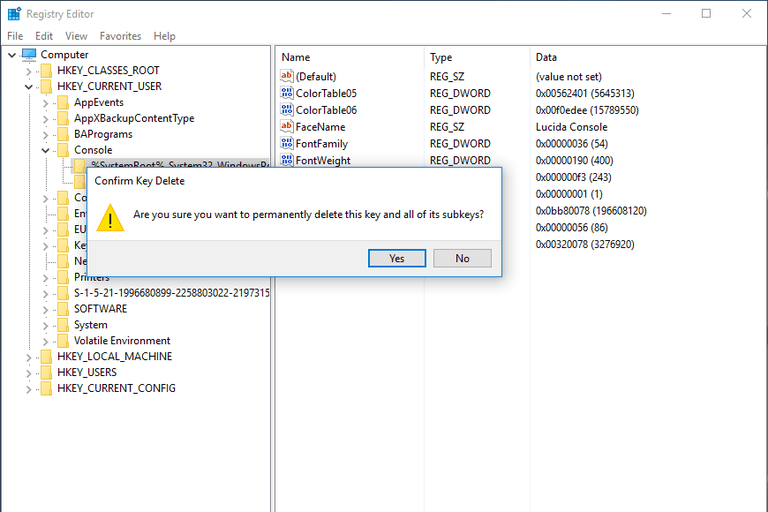 Registry Editor
File Edit View Favorites Help
Computer
HKEY_CLASSES_ROOT
HKEY_CURRENT_USER
AppEvents
AppXBackupContentType
BAPrograms
Console
%SystemRoot%_System32_WindowsPo
Co
En
EU
Key
Ne
Printers
S-1-5-21-1996680899-2258803022-2197315
SOFTWARE
System
Volatile Environment
HKEY_LOCAL_MACHINE
HKEY_USERS
HKEY_CURRENT_CONFIG
Name Type Data
(Default) REG_SZ (value not set)
ColorTable05 REG_DWORD 0x00562401 (5645313)
ColorTable06 REG_DWORD 0x00f0edee (15789550)
FaceName REG_SZ Lucida Console
FontFamily REG_DWORD 0x00000036 (54)
FontWeight REG_DWORD 0x00000190 (400)
0x000000f3 (243)
0x00000001 (1)
0x0bb80078 (196608120)
0x00000056 (86)
0x00320078 (3276920)
Confirm Key Delete
Are you sure you want to permanently delete this key and all of its subkeys?
Yes No